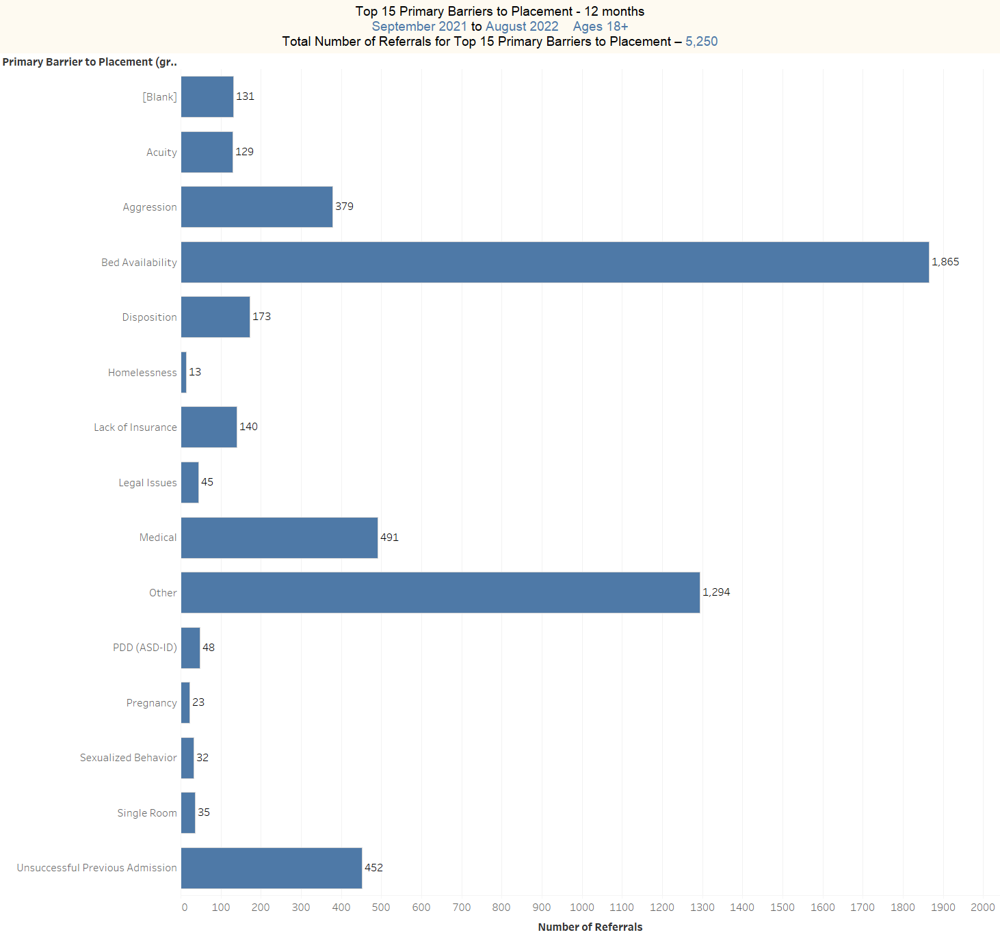 Top 15 Primary Barriers to Placement - 12 months
September 2021 to August 2022 Ages 18+
Total Number of Referrals for Top 15 Primary Barriers to Placement – 5,250
Primary Barrier to Placement (gr..
[Blank] 131
Acuity 129
Aggression 379
Bed Availability 1,865
Disposition 173
Homelessness 13
Lack of Insurance 140
Legal Issues 45
Medical 491
Other 1,294
PDD (ASD-ID) 48
Pregnancy 23
Sexualized Behavior 32
Single Room 35
Unsuccessful Previous Admission 452
0 100 200 300 400 500 600 700 800 900 1000 1100 1200 1300 1400 1500 1600 1700 1800 1900 2000
Number of Referrals